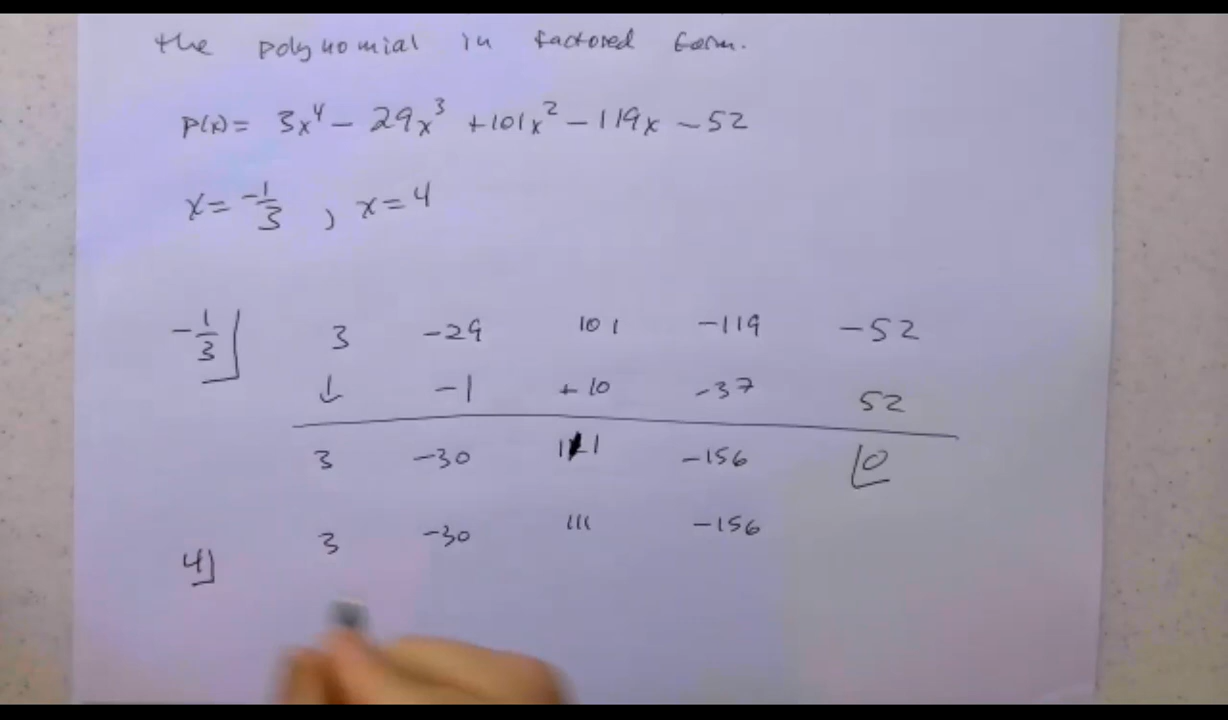 the polynomial in factored form.
P(x) = 3x⁴ - 29x³ + 101x² - 119x - 52
x = -1/3 , x = 4
-1/3 3 -29 101 -119 -52
↓ -1 +10 -37 52
3 -30 111 -156 0
4 3 -30 111 -156